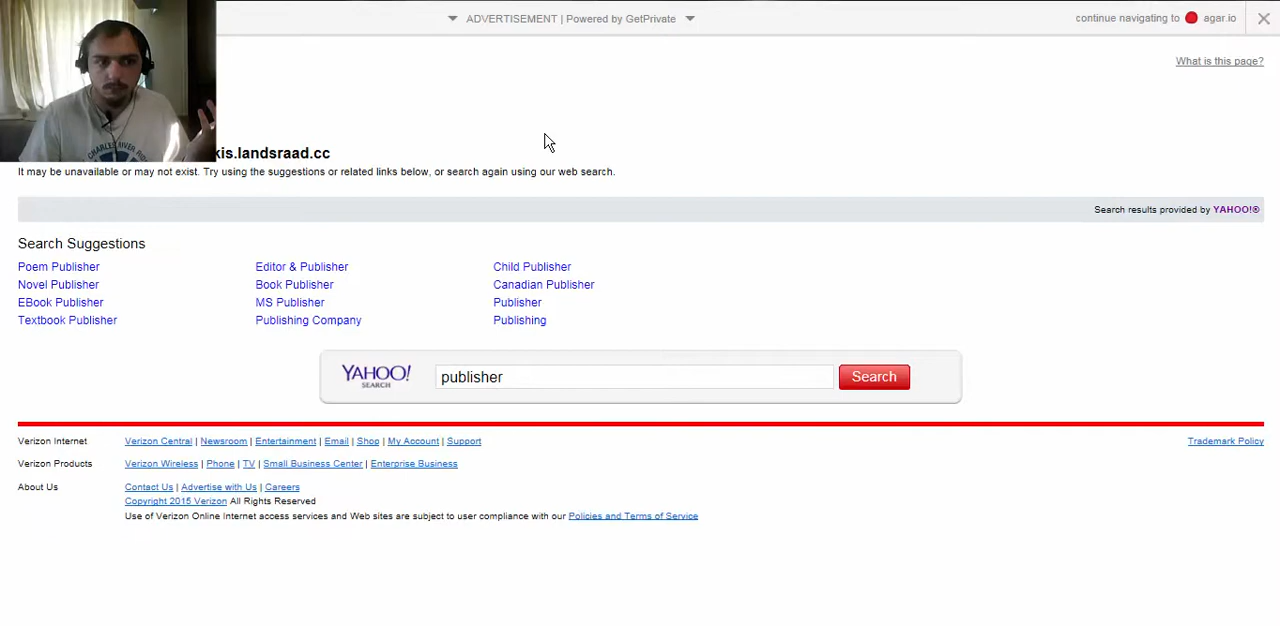 ADVERTISEMENT | Powered by GetPrivate
continue navigating to agar.io
What is this page?
kis.landsraad.cc
It may be unavailable or may not exist. Try using the suggestions or related links below, or search again using our web search.
Search results provided by YAHOO!®
Search Suggestions
Poem Publisher Editor & Publisher Child Publisher
Novel Publisher Book Publisher Canadian Publisher
EBook Publisher MS Publisher Publisher
Textbook Publisher Publishing Company Publishing
YAHOO! SEARCH publisher Search
Verizon Internet Verizon Central | Newsroom | Entertainment | Email | Shop | My Account | Support Trademark Policy
Verizon Products Verizon Wireless | Phone | TV | Small Business Center | Enterprise Business
About Us Contact Us | Advertise with Us | Careers
Copyright 2015 Verizon All Rights Reserved
Use of Verizon Online Internet access services and Web sites are subject to user compliance with our Policies and Terms of Service
CHARLES RIVER